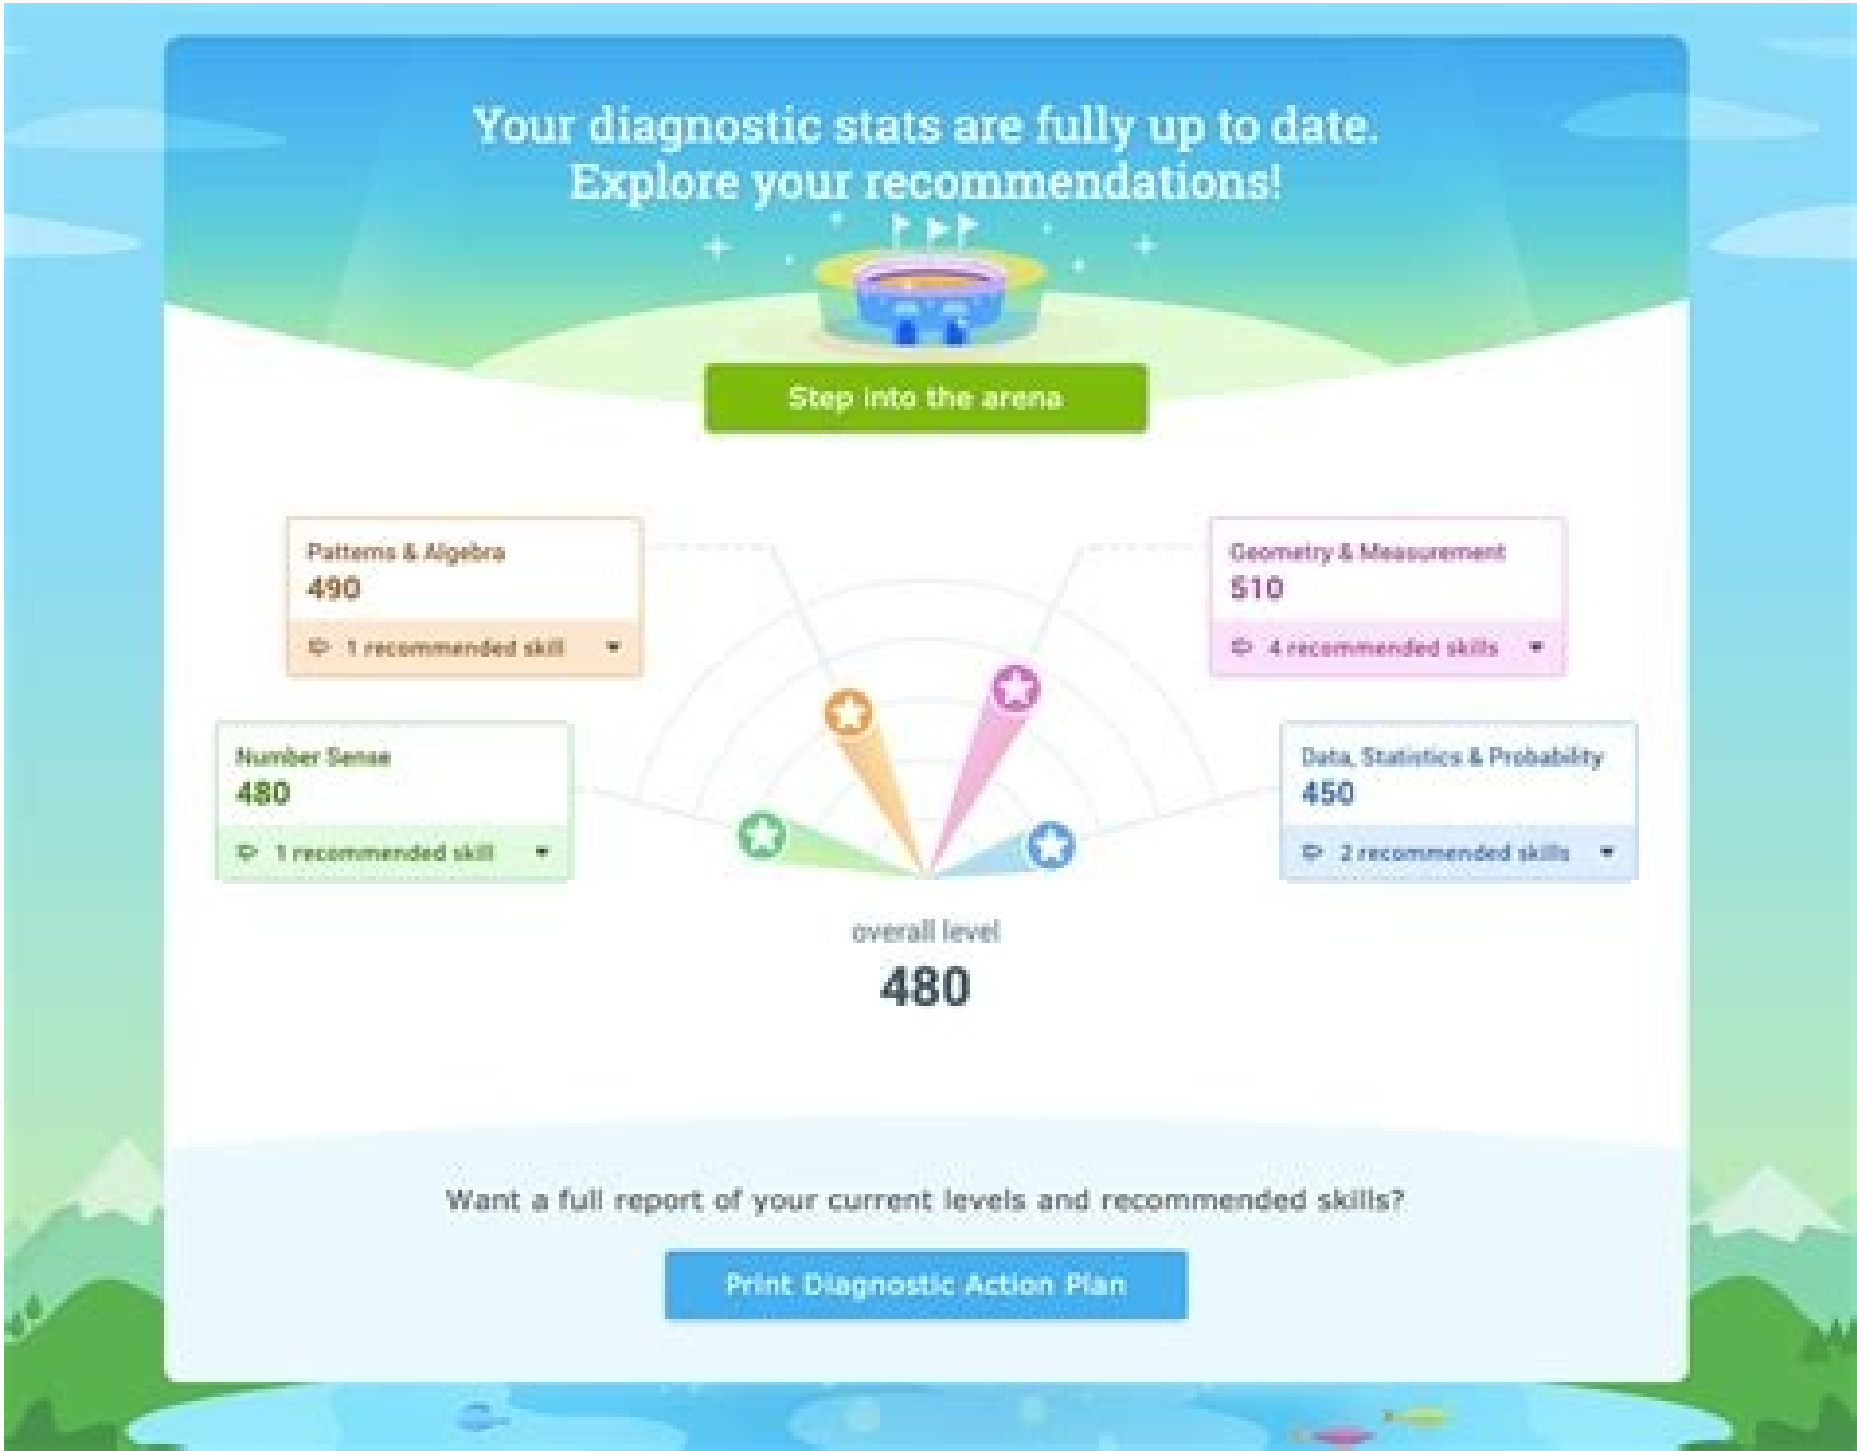 Your diagnostic stats are fully up to date.
Explore your recommendations!
Step into the arena
Patterns & Algebra
490
1 recommended skill
Geometry & Measurement
510
4 recommended skills
Number Sense
480
1 recommended skill
Data, Statistics & Probability
450
2 recommended skills
overall level
480
Want a full report of your current levels and recommended skills?
Print Diagnostic Action Plan